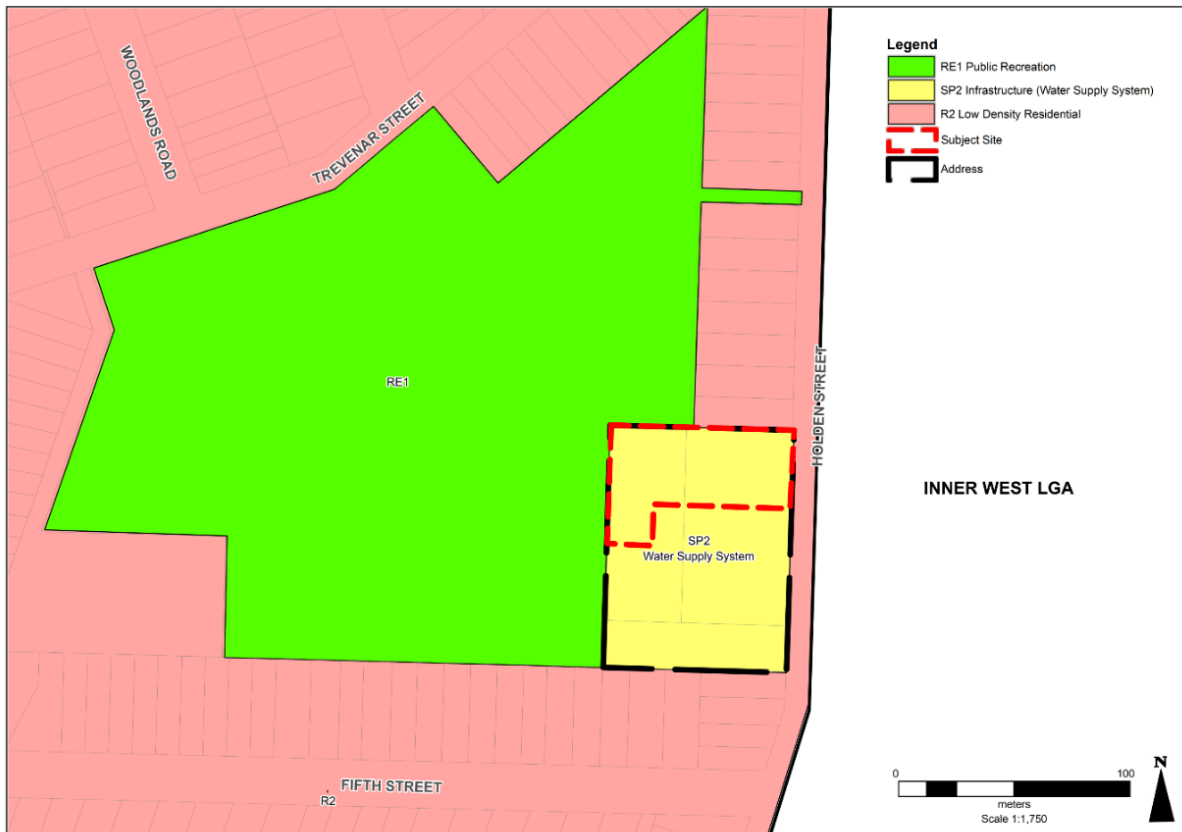 WOODLANDS ROAD
TREVENAR STREET
Legend
RE1 Public Recreation
SP2 Infrastructure (Water Supply System)
R2 Low Density Residential
Subject Site
Address
RE1
HOLDEN STREET
INNER WEST LGA
SP2
Water Supply System
FIFTH STREET
R2
N
0 100
meters
Scale 1:1,750